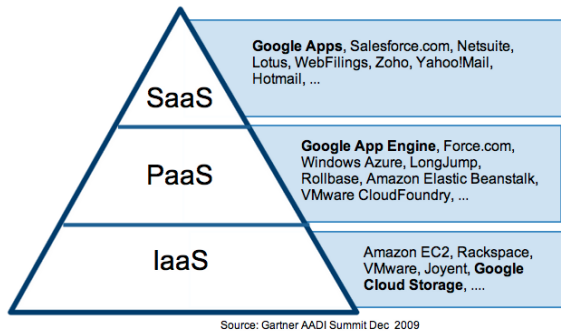 SaaS
Google Apps, Salesforce.com, Netsuite,
Lotus, WebFilings, Zoho, Yahoo!Mail,
Hotmail, ...
PaaS
Google App Engine, Force.com,
Windows Azure, LongJump,
Rollbase, Amazon Elastic Beanstalk,
VMware CloudFoundry, ...
IaaS
Amazon EC2, Rackspace,
VMware, Joyent, Google
Cloud Storage, ....
Source: Gartner AADI Summit Dec 2009